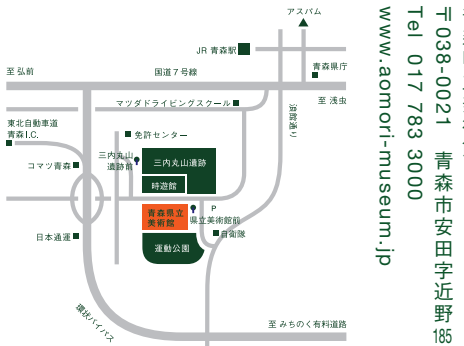 アスパム
JR 青森駅
青森県庁
至 弘前
国道７号線
マツダドライビングスクール
至 浅虫
観光通り
東北自動車道
青森I.C.
免許センター
三内丸山
遺跡前
三内丸山遺跡
コマツ青森
時遊館
青森県立
美術館
P
県立美術館前
自衛隊
日本通運
運動公園
環状バイパス
至 みちのく有料道路
〒038-0021 青森市安田字近野185
Tel 017 783 3000
www.aomori-museum.jp